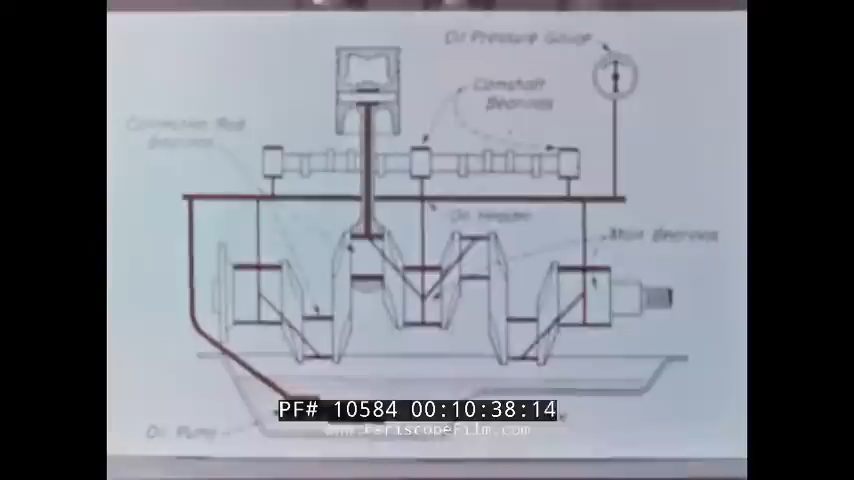 Oil Pressure Gauge
Camshaft
Bearings
Connecting Rod
Bearings
Oil Header
Main Bearings
PF# 10584 00:10:38:14
www.PeriscopeFilm.com
Oil Pump